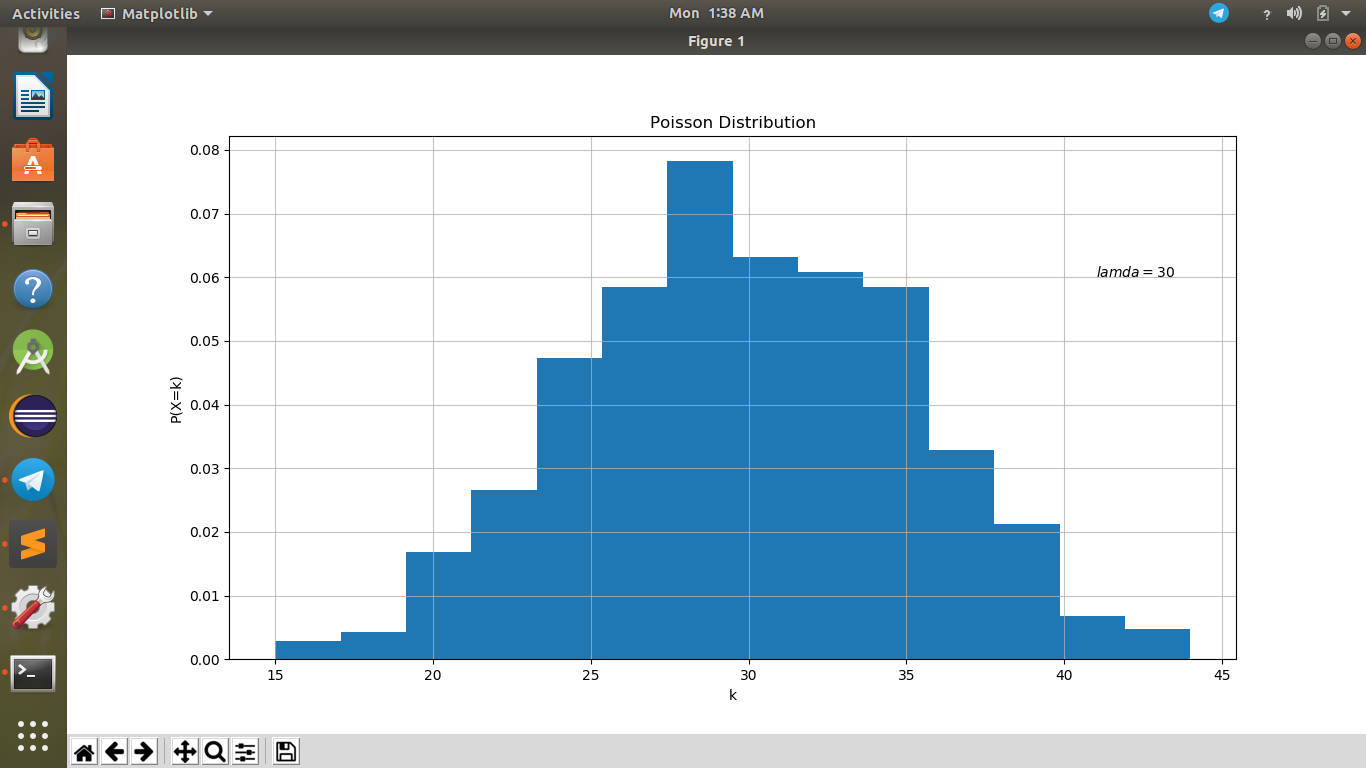 Activities Matplotlib Mon 1:38 AM ?
Figure 1
Poisson Distribution
0.08
0.07
0.06
0.05
0.04
0.03
0.02
0.01
0.00
P(X=k)
lamda = 30
15 20 25 30 35 40 45
k